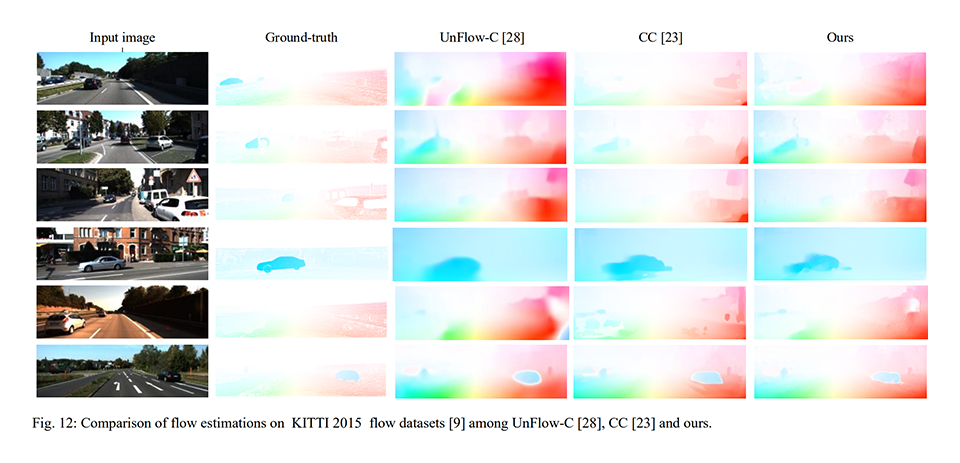 Input image Ground-truth UnFlow-C [28] CC [23] Ours
Fig. 12: Comparison of flow estimations on KITTI 2015 flow datasets [9] among UnFlow-C [28], CC [23] and ours.